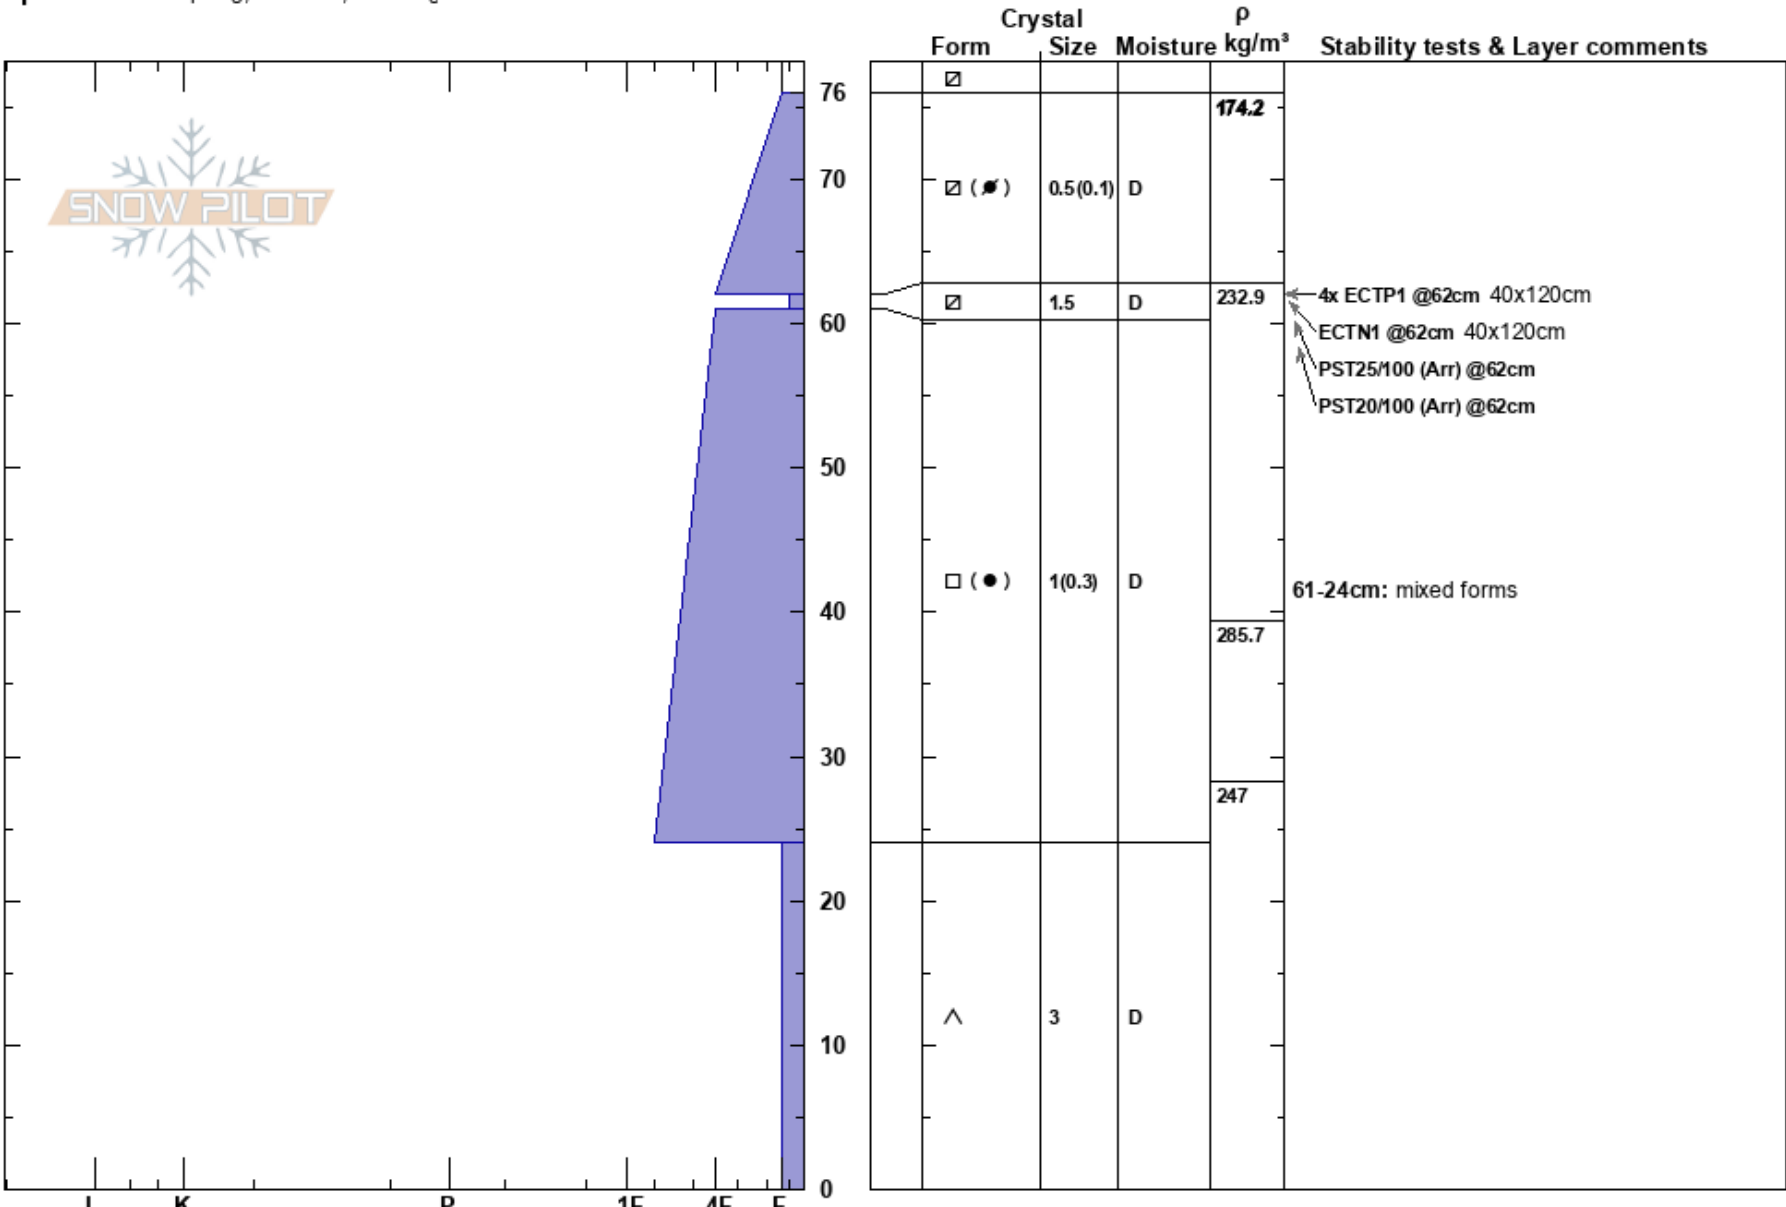 Crystal
ρ
Form Size Moisture kg/m³ Stability tests & Layer comments
76
174.2
SNOW PILOT
70
( ) 0.5(0.1) D
1.5 D 232.9 4x ECTP1 @62cm 40x120cm
60
ECTN1 @62cm 40x120cm
PST25/100 (Arr) @62cm
PST20/100 (Arr) @62cm
50
( ) 1(0.3) D
61-24cm: mixed forms
40
285.7
30
247
20
3 D
10
0
I K P 1F 4F F